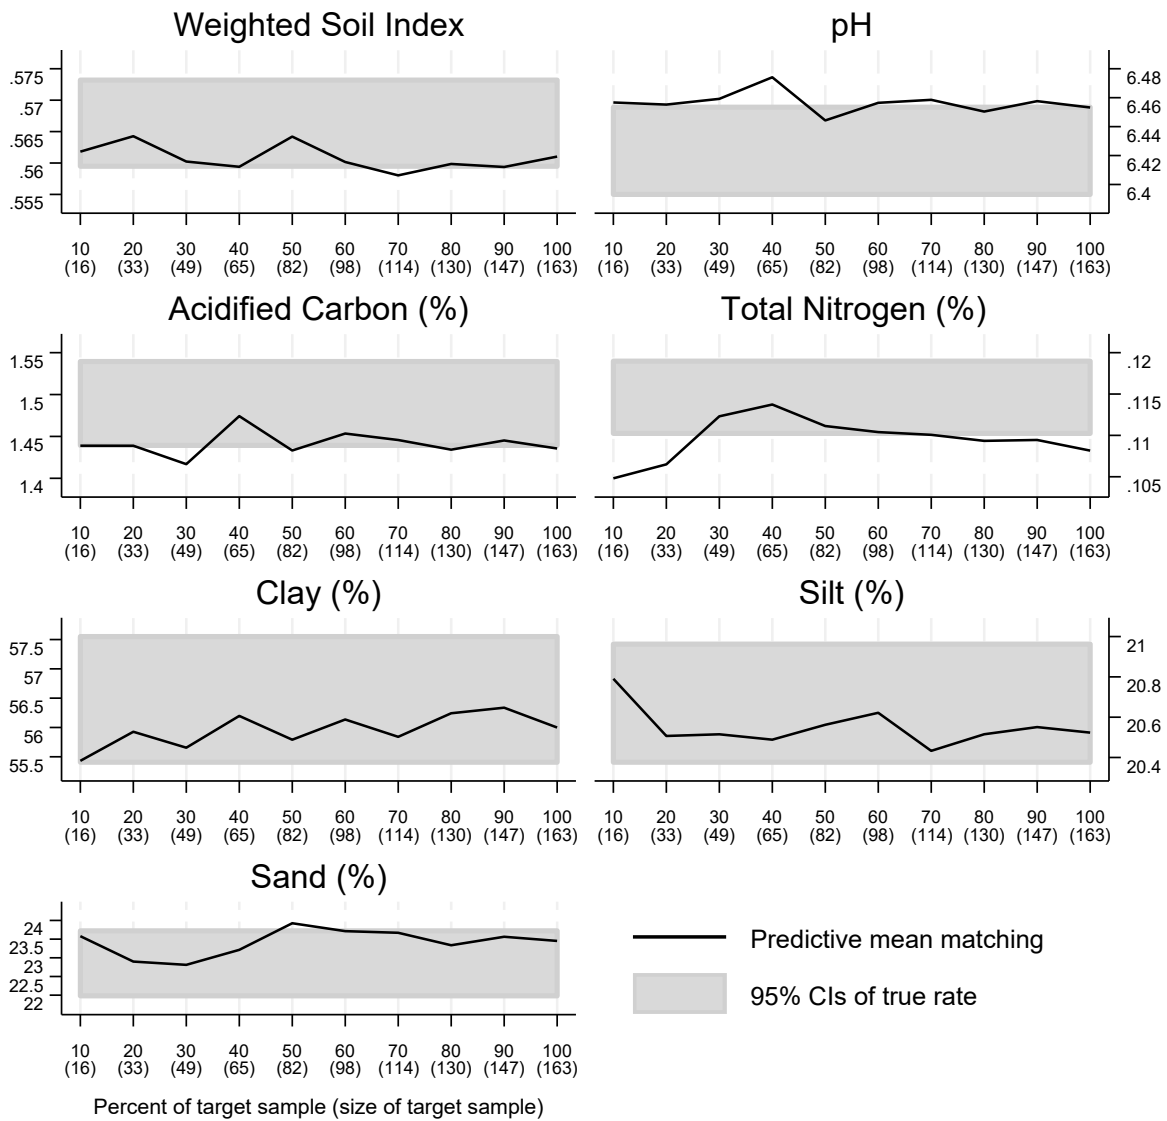 Weighted Soil Index
pH
.575
.57
.565
.56
.555
6.48
6.46
6.44
6.42
6.4
10 20 30 40 50 60 70 80 90 100
(16) (33) (49) (65) (82) (98) (114) (130) (147) (163)
10 20 30 40 50 60 70 80 90 100
(16) (33) (49) (65) (82) (98) (114) (130) (147) (163)
Acidified Carbon (%)
Total Nitrogen (%)
1.55
1.5
1.45
1.4
.12
.115
.11
.105
10 20 30 40 50 60 70 80 90 100
(16) (33) (49) (65) (82) (98) (114) (130) (147) (163)
10 20 30 40 50 60 70 80 90 100
(16) (33) (49) (65) (82) (98) (114) (130) (147) (163)
Clay (%)
Silt (%)
57.5
57
56.5
56
55.5
21
20.8
20.6
20.4
10 20 30 40 50 60 70 80 90 100
(16) (33) (49) (65) (82) (98) (114) (130) (147) (163)
10 20 30 40 50 60 70 80 90 100
(16) (33) (49) (65) (82) (98) (114) (130) (147) (163)
Sand (%)
24
23.5
23
22.5
22
10 20 30 40 50 60 70 80 90 100
(16) (33) (49) (65) (82) (98) (114) (130) (147) (163)
Percent of target sample (size of target sample)
Predictive mean matching
95% CIs of true rate